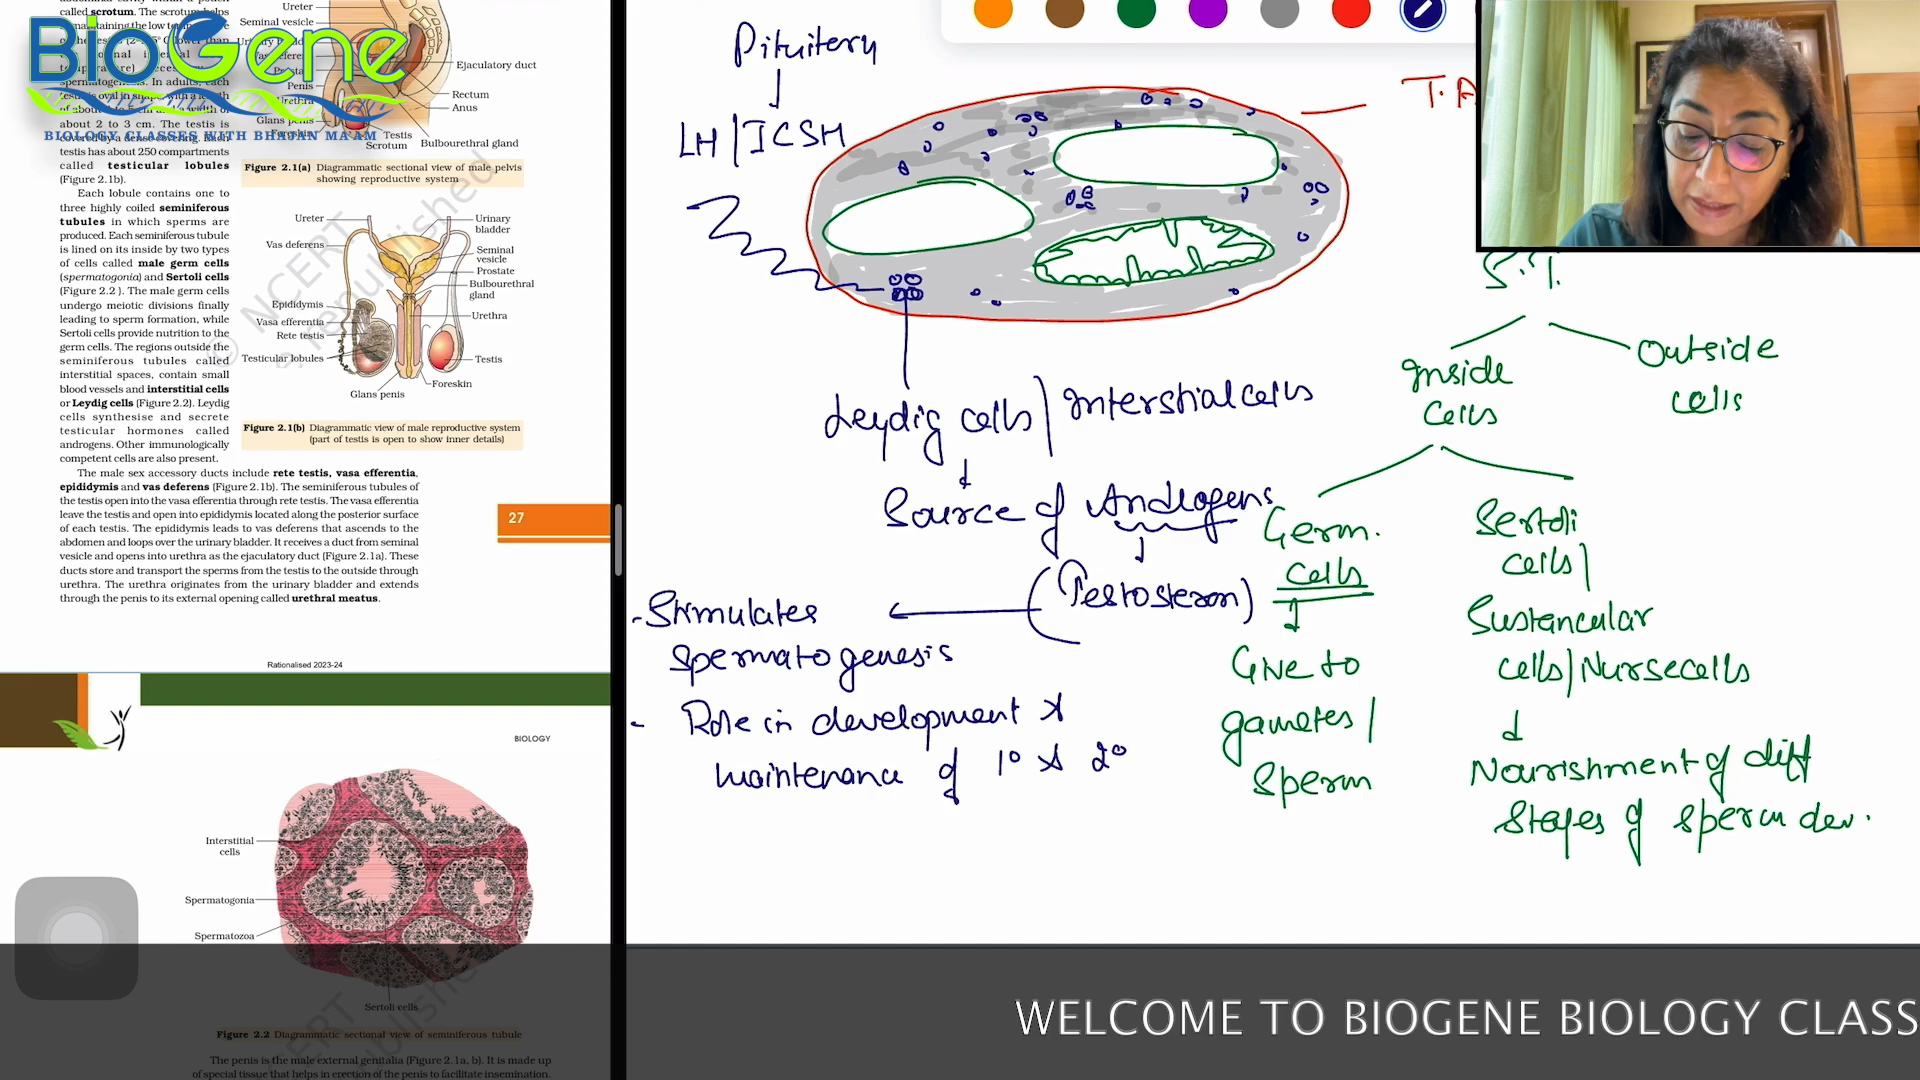 called scrotum. The scrotum helps
BioGene
BIOLOGY CLASSES WITH BHAVAN MA'AM
about 2 to 3 cm. The testis is
testis has about 250 compartments
called testicular lobules
(Figure 2.1b).
Each lobule contains one to
three highly coiled seminiferous
tubules in which sperms are
produced. Each seminiferous tubule
is lined on its inside by two types
of cells called male germ cells
(spermatogonia) and Sertoli cells
(Figure 2.2 ). The male germ cells
undergo meiotic divisions finally
leading to sperm formation, while
Sertoli cells provide nutrition to the
germ cells. The regions outside the
seminiferous tubules called
interstitial spaces, contain small
blood vessels and interstitial cells
or Leydig cells (Figure 2.2). Leydig
cells synthesise and secrete
testicular hormones called
androgens. Other immunologically
competent cells are also present.
Ureter
Seminal vesicle
Penis
Ejaculatory duct
Rectum
Anus
Testis
Scrotum
Bulbourethral gland
Figure 2.1(a) Diagrammatic sectional view of male pelvis
showing reproductive system
Ureter
Vas deferens
Epididymis
Vasa efferentia
Rete testis
Testicular lobules
Glans penis
Urinary
bladder
Seminal
vesicle
Prostate
Bulbourethral
gland
Urethra
Testis
Foreskin
Figure 2.1(b) Diagrammatic view of male reproductive system
(part of testis is open to show inner details)
The male sex accessory ducts include rete testis, vasa efferentia,
epididymis and vas deferens (Figure 2.1b). The seminiferous tubules of
the testis open into the vasa efferentia through rete testis. The vasa efferentia
leave the testis and open into epididymis located along the posterior surface
of each testis. The epididymis leads to vas deferens that ascends to the
abdomen and loops over the urinary bladder. It receives a duct from seminal
vesicle and opens into urethra as the ejaculatory duct (Figure 2.1a). These
ducts store and transport the sperms from the testis to the outside through
urethra. The urethra originates from the urinary bladder and extends
through the penis to its external opening called urethral meatus.
27
Rationalised 2023-24
BIOLOGY
Interstitial
cells
Spermatogonia
Spermatozoa
Sertoli cells
Figure 2.2 Diagrammatic sectional view of seminiferous tubule
The penis is the male external genitalia (Figure 2.1a, b). It is made up
of special tissue that helps in erection of the penis to facilitate insemination.
© NCERT
Pituitery
LH/ICSH
T.A
S.T.
Inside
Cells
Outside
cells
Leydig cells/Interstialcells
Source of Androgens
(Testosteron)
-Stimulates
spermatogenesis
- Role in development &
maintenance of 1° & 2°
Germ.
cells
Give to
gametes/
Sperm
Sertoli
cells/
Sustencular
cells/Nursecells
Nourishment of diff
Stages of sperm dev.
WELCOME TO BIOGENE BIOLOGY CLASS